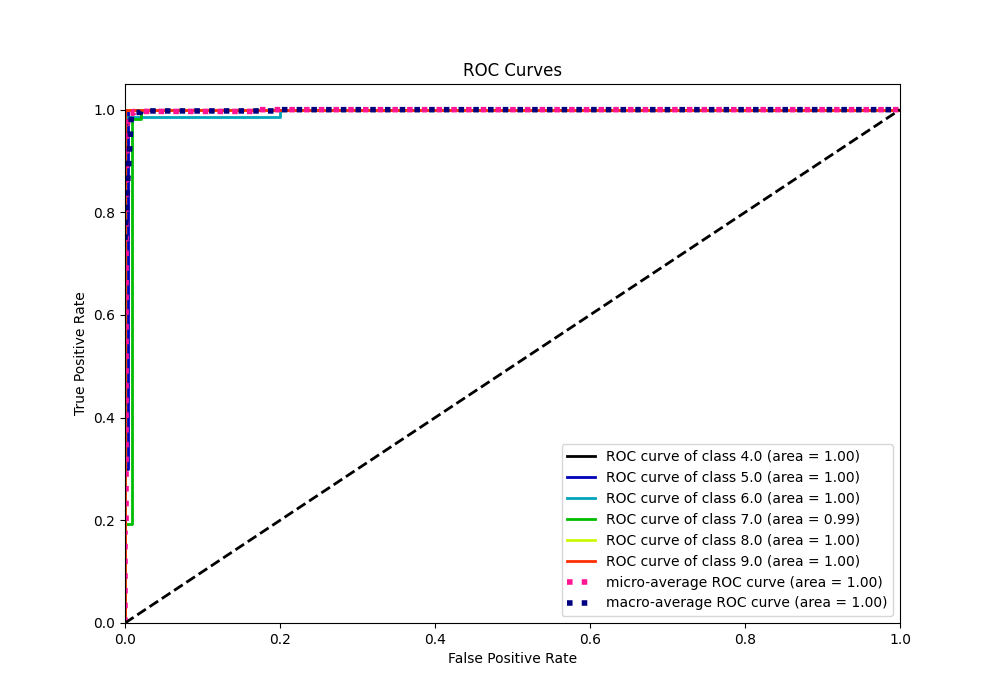 ROC Curves
1.0
0.8
0.6
0.4
0.2
0.0
True Positive Rate
0.0 0.2 0.4 0.6 0.8 1.0
False Positive Rate
ROC curve of class 4.0 (area = 1.00)
ROC curve of class 5.0 (area = 1.00)
ROC curve of class 6.0 (area = 1.00)
ROC curve of class 7.0 (area = 0.99)
ROC curve of class 8.0 (area = 1.00)
ROC curve of class 9.0 (area = 1.00)
micro-average ROC curve (area = 1.00)
macro-average ROC curve (area = 1.00)